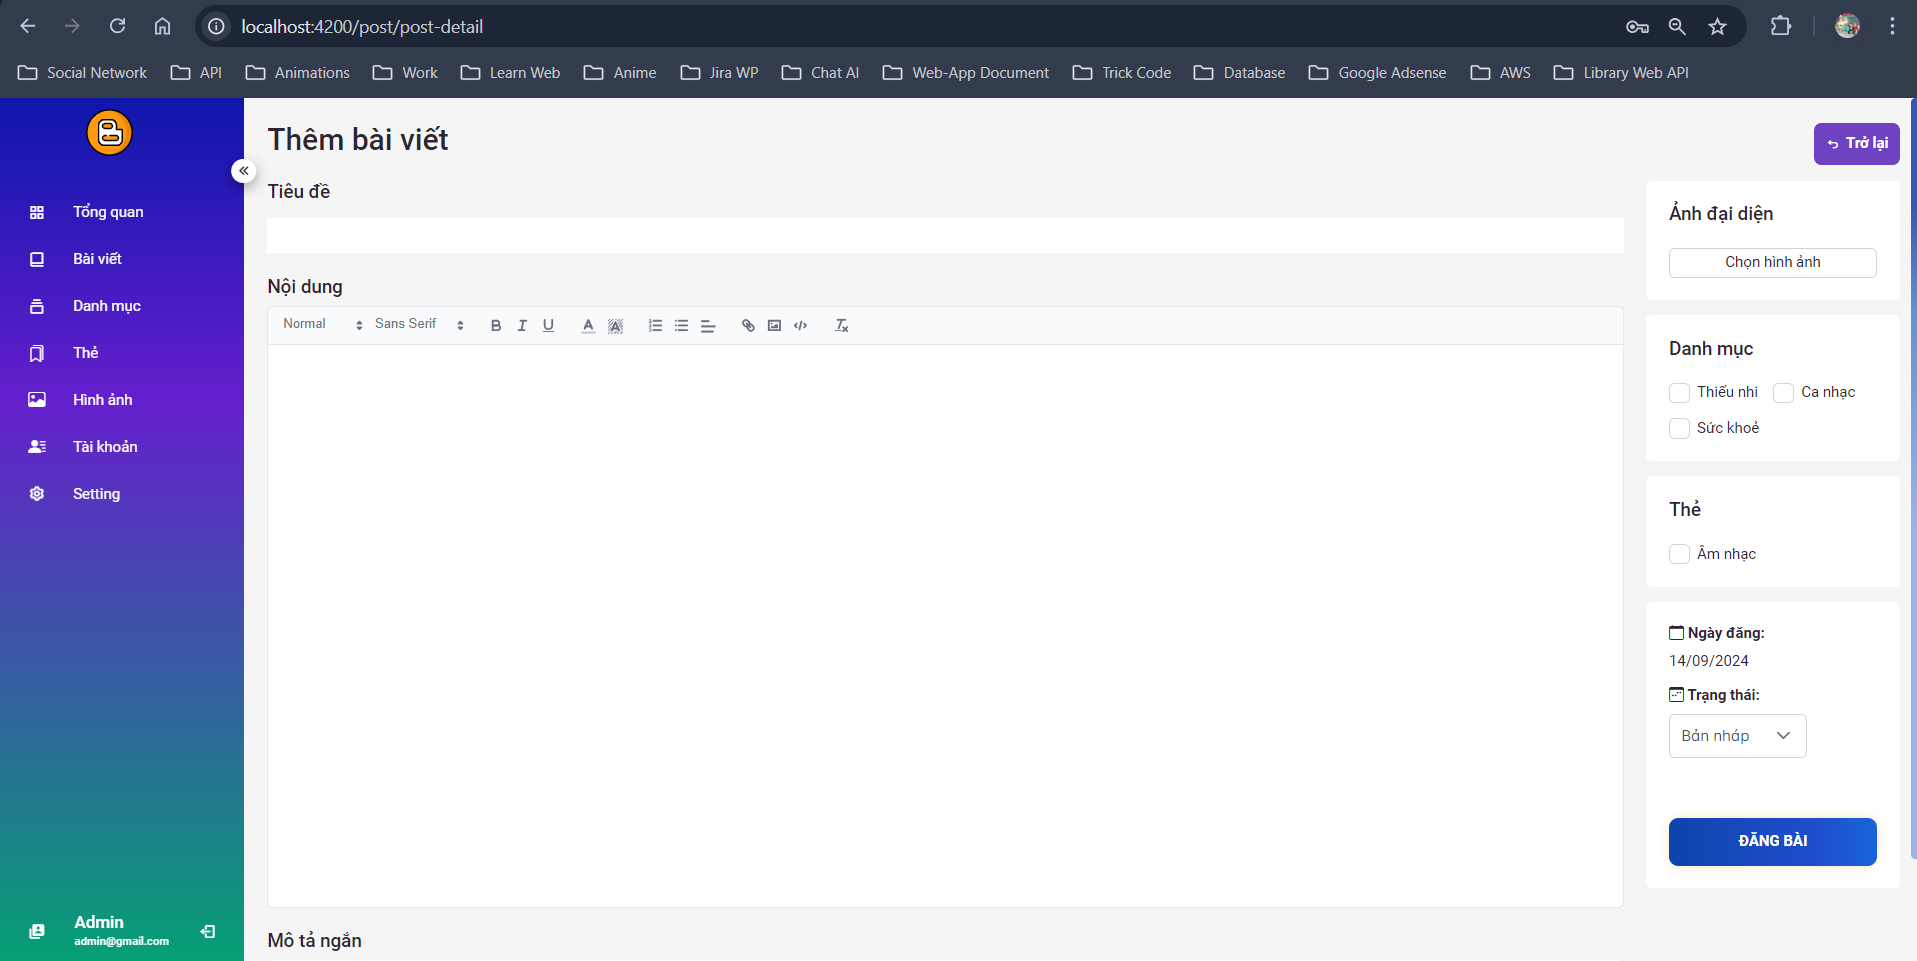 localhost:4200/post/post-detail
Social Network
API
Animations
Work
Learn Web
Anime
Jira WP
Chat AI
Web-App Document
Trick Code
Database
Google Adsense
AWS
Library Web API
Tổng quan
Bài viết
Danh mục
Thẻ
Hình ảnh
Tài khoản
Setting
Admin
admin@gmail.com
Thêm bài viết
Trở lại
Tiêu đề
Nội dung
Normal
Sans Serif
Mô tả ngắn
Ảnh đại diện
Chọn hình ảnh
Danh mục
Thiếu nhi
Ca nhạc
Sức khoẻ
Thẻ
Âm nhạc
Ngày đăng:
14/09/2024
Trạng thái:
Bản nháp
ĐĂNG BÀI